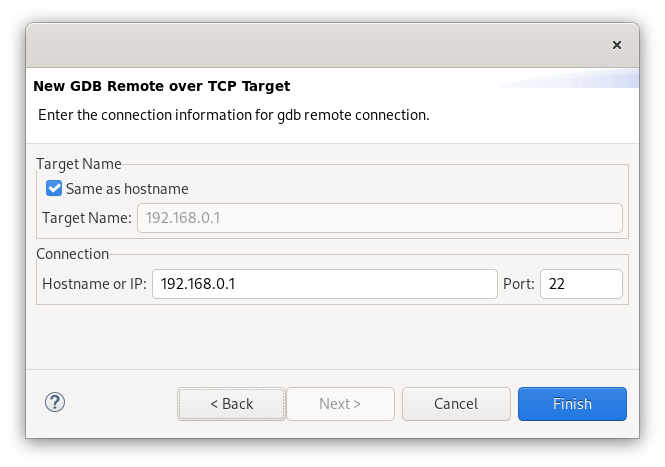 New GDB Remote over TCP Target
Enter the connection information for gdb remote connection.
Target Name
Same as hostname
Target Name: 192.168.0.1
Connection
Hostname or IP: 192.168.0.1 Port: 22
? < Back Next > Cancel Finish